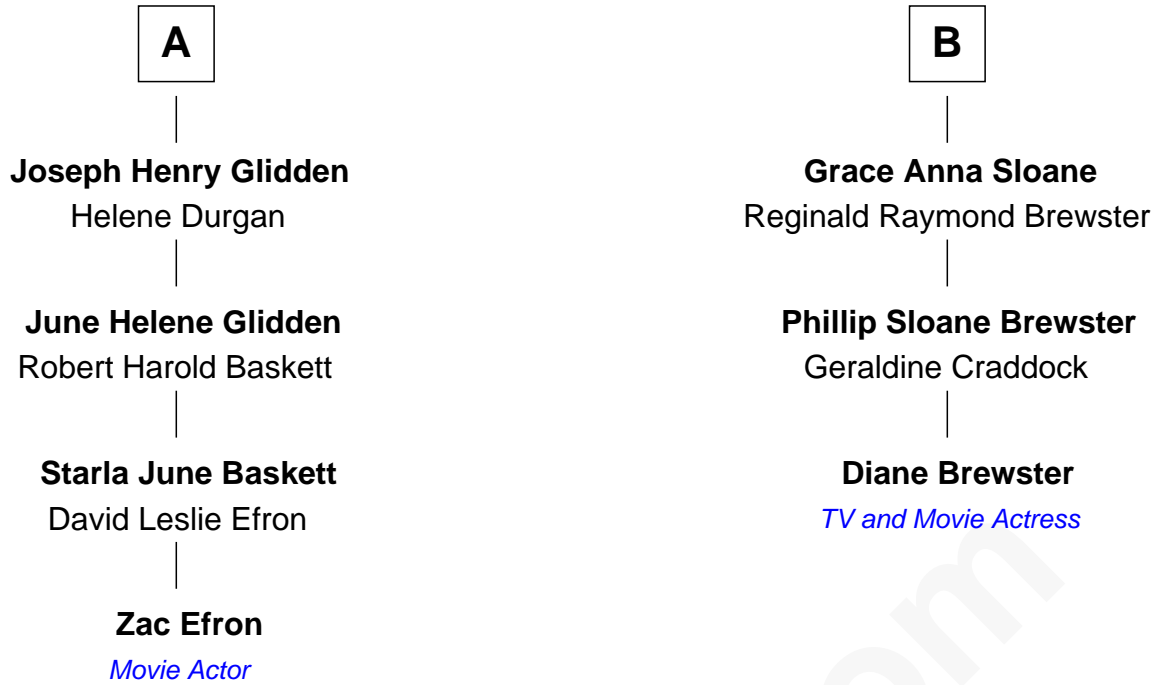 A
Joseph Henry Glidden
Helene Durgan
June Helene Glidden
Robert Harold Baskett
Starla June Baskett
David Leslie Efron
Zac Efron
Movie Actor
B
Grace Anna Sloane
Reginald Raymond Brewster
Phillip Sloane Brewster
Geraldine Craddock
Diane Brewster
TV and Movie Actress
om